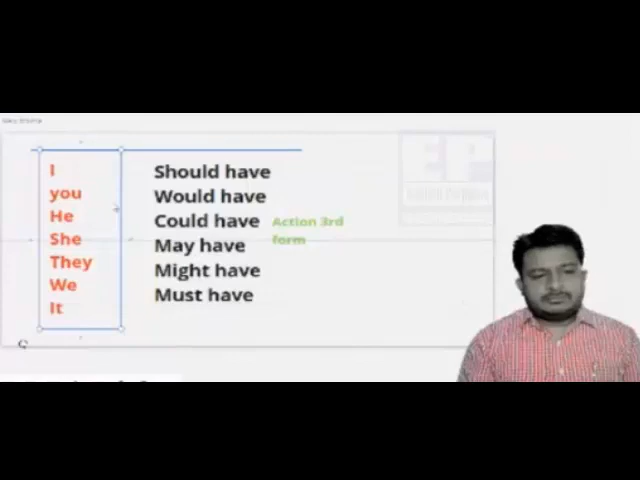 I
you
He
She
They
We
It
Should have
Would have
Could have
May have
Might have
Must have
Action 3rd
form
EP